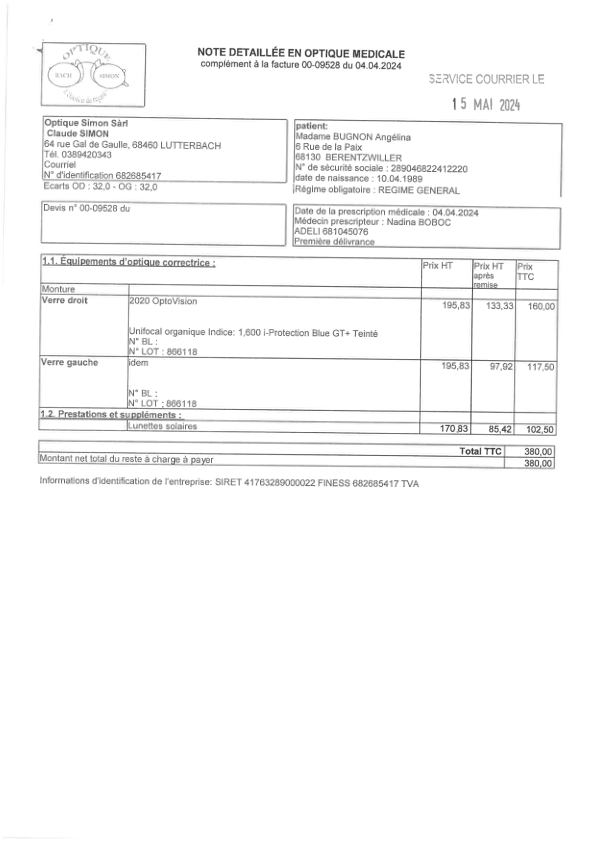 OPTIQUE
BACH
SIMON
NOTE DETAILLÉE EN OPTIQUE MEDICALE
complément à la facture 00-09528 du 04.04.2024
SERVICE COURRIER LE
15 MAI 2024
Optique Simon Sàrl
Claude SIMON
64 rue Gal de Gaulle, 68460 LUTTERBACH
Tél. 0389420343
Courriel
N° d'identification 682685417
Ecarts OD : 32,0 - OG : 32,0
patient:
Madame BUGNON Angélina
6 Rue de la Paix
68130 BERENTZWILLER
N° de sécurité sociale : 289046822412220
date de naissance : 10.04.1989
Régime obligatoire : REGIME GENERAL
Devis n° 00-09528 du
Date de la prescription médicale : 04.04.2024
Médecin prescripteur : Nadina BOBOC
ADELI 681045076
Première délivrance
1.1. Équipements d'optique correctrice : Prix HT Prix HT après remise Prix TTC
Monture
Verre droit 2020 OptoVision 195,83 133,33 160,00
Unifocal organique Indice: 1,600 i-Protection Blue GT+ Teinté
N° BL :
N° LOT : 866118
Verre gauche idem 195,83 97,92 117,50
N° BL :
N° LOT : 866118
1.2. Prestations et suppléments :
Lunettes solaires 170,83 85,42 102,50
Total TTC 380,00
Montant net total du reste à charge à payer 380,00
Informations d'identification de l'entreprise: SIRET 41763289000022 FINESS 682685417 TVA